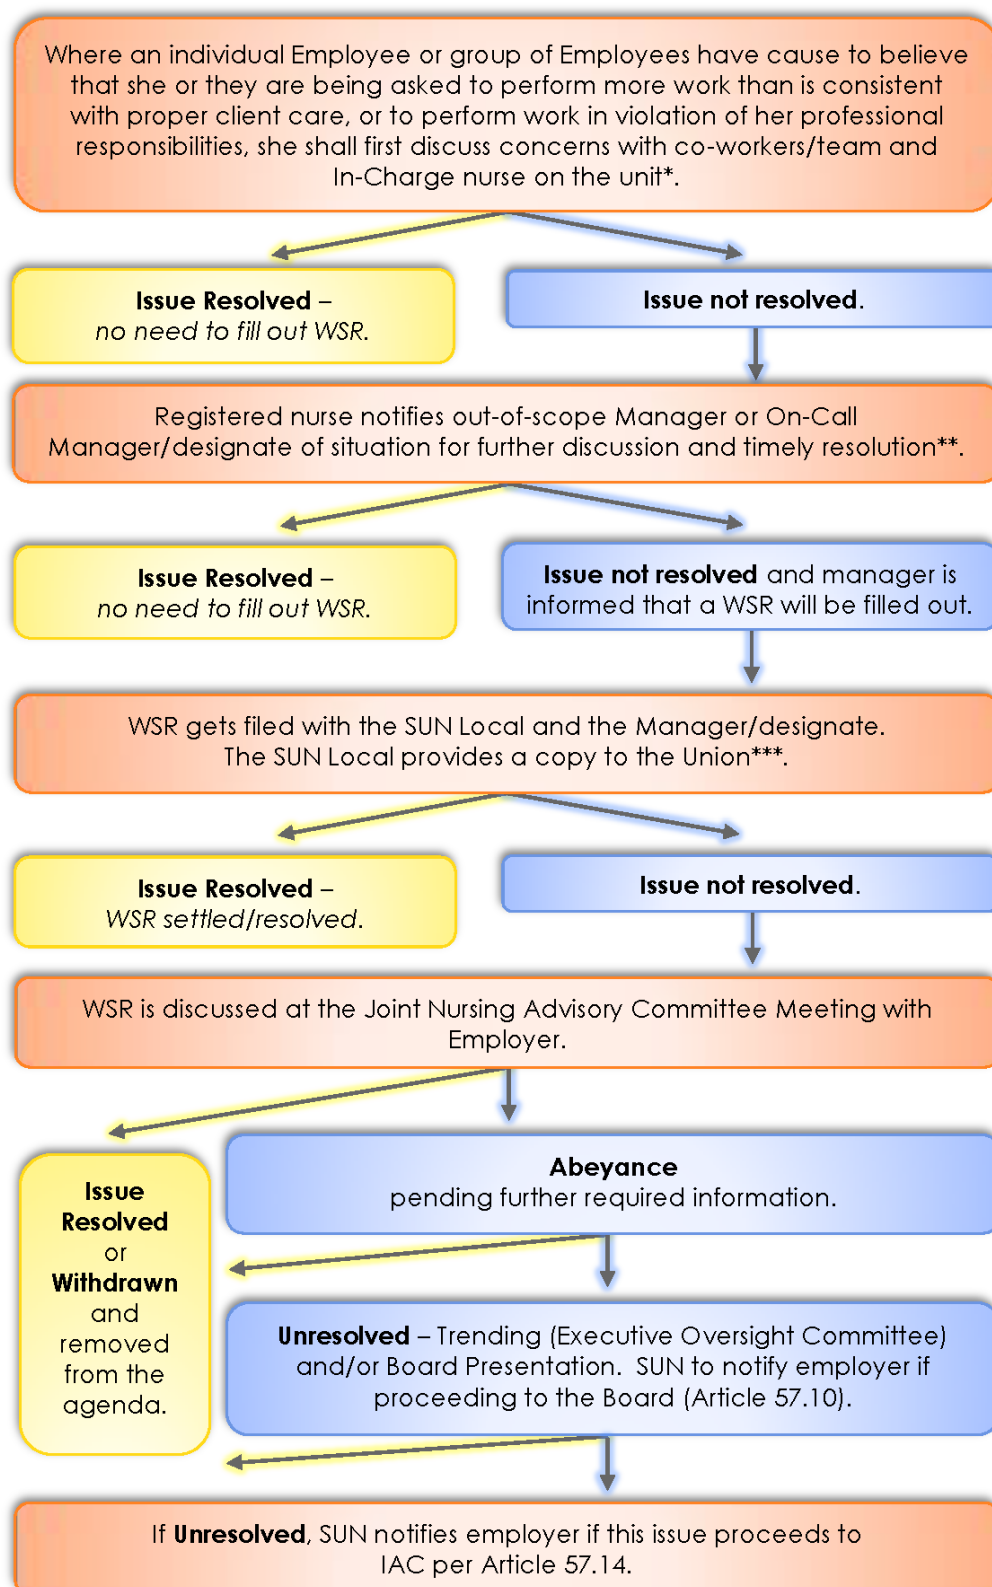 Where an individual Employee or group of Employees have cause to believe
that she or they are being asked to perform more work than is consistent
with proper client care, or to perform work in violation of her professional
responsibilities, she shall first discuss concerns with co-workers/team and
In-Charge nurse on the unit*.
Issue Resolved –
no need to fill out WSR.
Issue not resolved.
Registered nurse notifies out-of-scope Manager or On-Call
Manager/designate of situation for further discussion and timely resolution**.
Issue Resolved –
no need to fill out WSR.
Issue not resolved and manager is
informed that a WSR will be filled out.
WSR gets filed with the SUN Local and the Manager/designate.
The SUN Local provides a copy to the Union***.
Issue Resolved –
WSR settled/resolved.
Issue not resolved.
WSR is discussed at the Joint Nursing Advisory Committee Meeting with
Employer.
Issue
Resolved
or
Withdrawn
and
removed
from the
agenda.
Abeyance
pending further required information.
Unresolved – Trending (Executive Oversight Committee)
and/or Board Presentation.  SUN to notify employer if
proceeding to the Board (Article 57.10).
If Unresolved, SUN notifies employer if this issue proceeds to
IAC per Article 57.14.